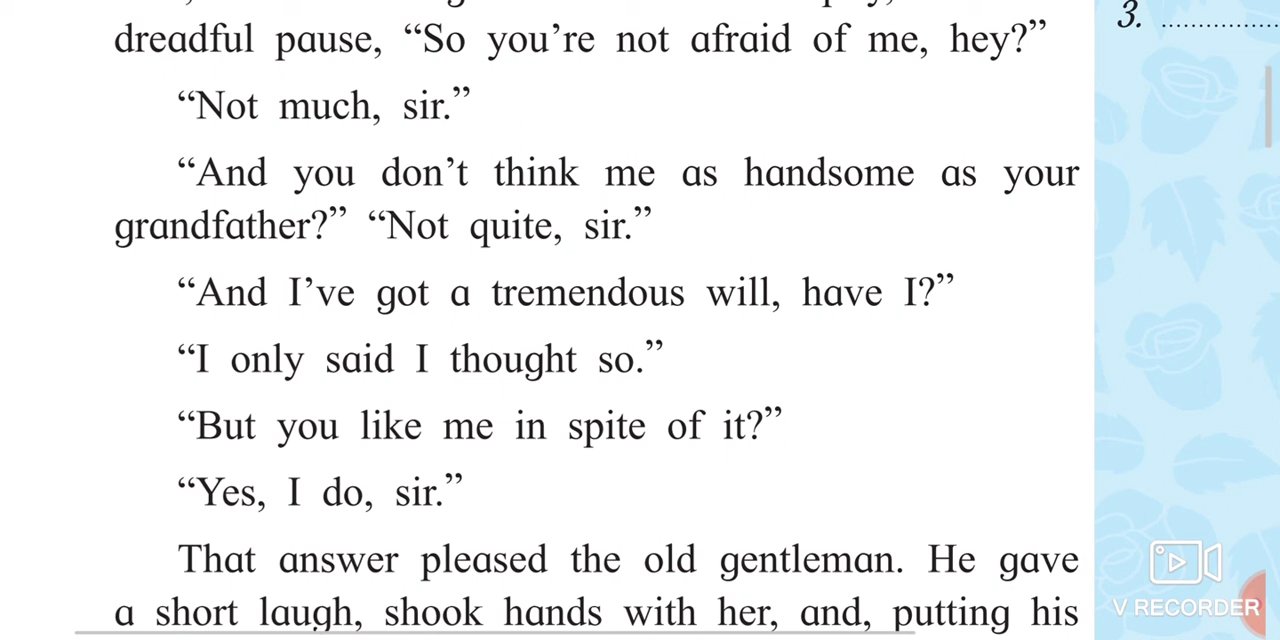 dreadful pause, “So you’re not afraid of me, hey?”
3. ................
“Not much, sir.”
“And you don’t think me as handsome as your
grandfather?” “Not quite, sir.”
“And I’ve got a tremendous will, have I?”
“I only said I thought so.”
“But you like me in spite of it?”
“Yes, I do, sir.”
That answer pleased the old gentleman. He gave
a short laugh, shook hands with her, and, putting his
V RECORDER